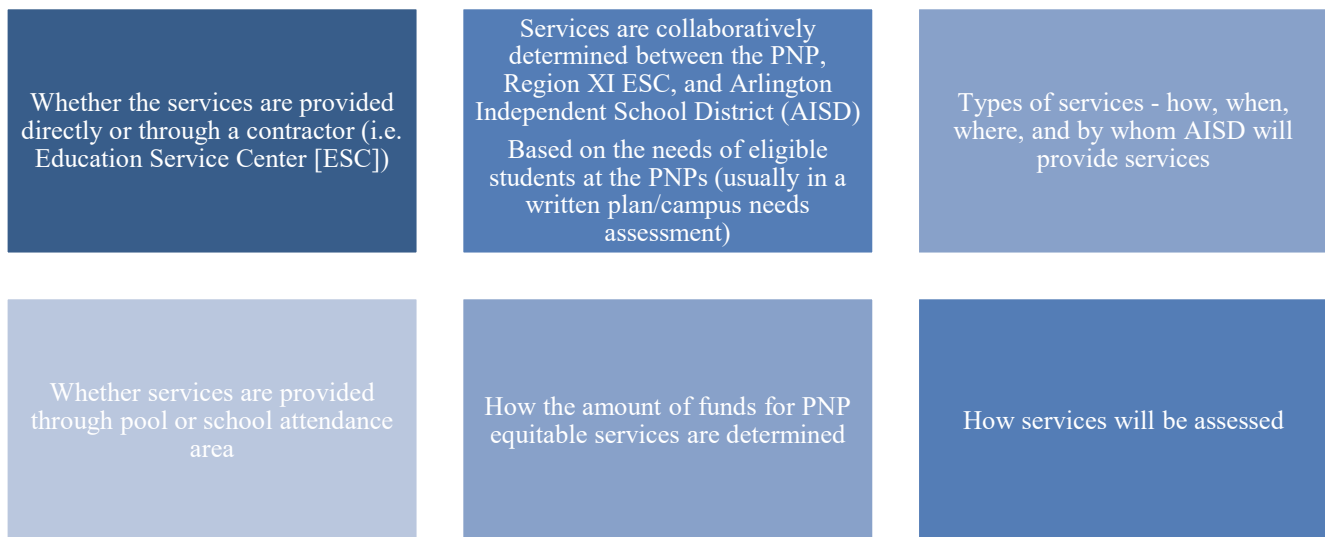 Whether the services are provided
directly or through a contractor (i.e.
Education Service Center [ESC])
Services are collaboratively
determined between the PNP,
Region XI ESC, and Arlington
Independent School District (AISD)
Based on the needs of eligible
students at the PNPs (usually in a
written plan/campus needs
assessment)
Types of services - how, when,
where, and by whom AISD will
provide services
Whether services are provided
through pool or school attendance
area
How the amount of funds for PNP
equitable services are determined
How services will be assessed